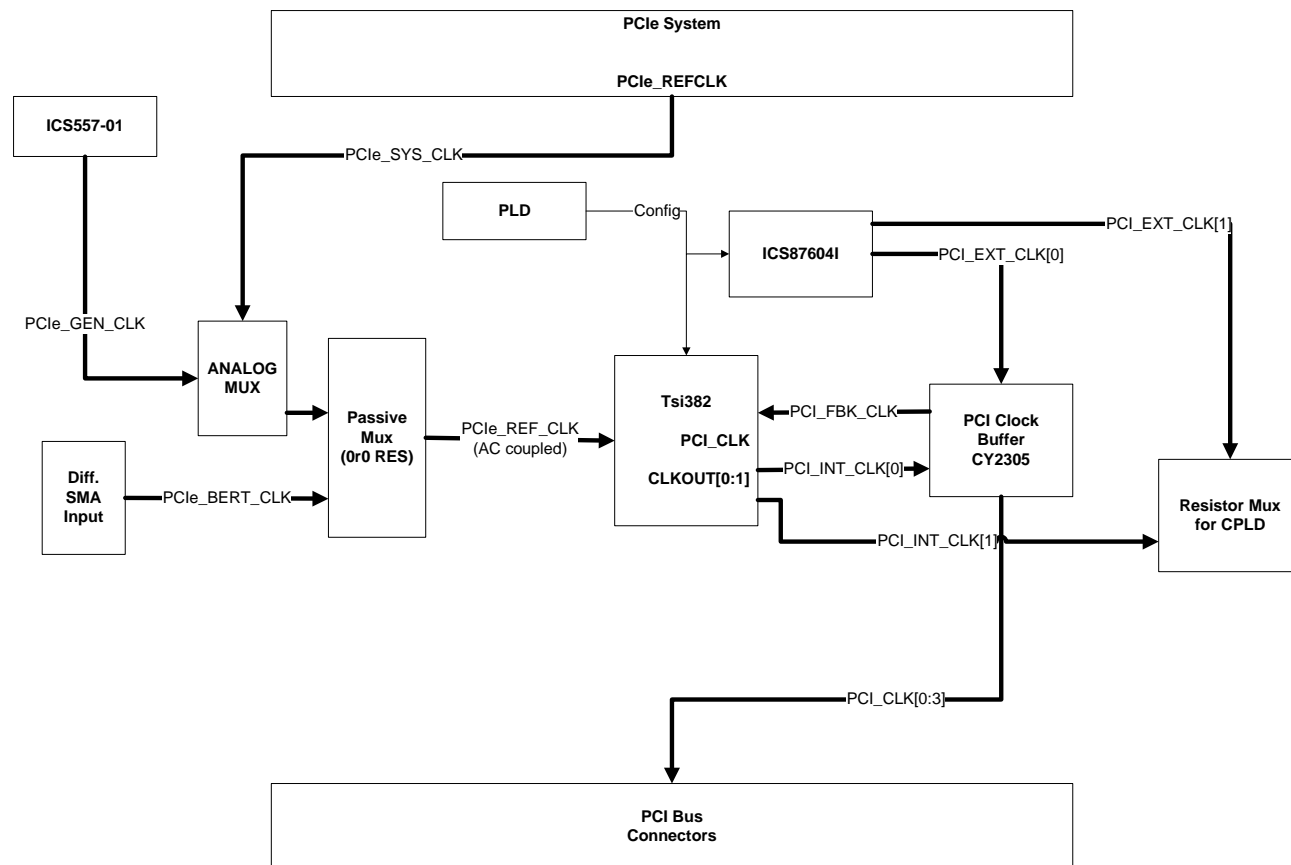 PCIe System
PCIe_REFCLK
ICS557-01
PCIe_SYS_CLK
PLD
Config
ICS87604I
PCI_EXT_CLK[1]
PCI_EXT_CLK[0]
PCIe_GEN_CLK
ANALOG
MUX
Passive
Mux
(0r0 RES)
PCIe_REF_CLK
(AC coupled)
Tsi382
PCI_CLK
CLKOUT[0:1]
PCI_FBK_CLK
PCI_INT_CLK[0]
PCI Clock
Buffer
CY2305
Diff.
SMA
Input
PCIe_BERT_CLK
PCI_INT_CLK[1]
Resistor Mux
for CPLD
PCI_CLK[0:3]
PCI Bus
Connectors